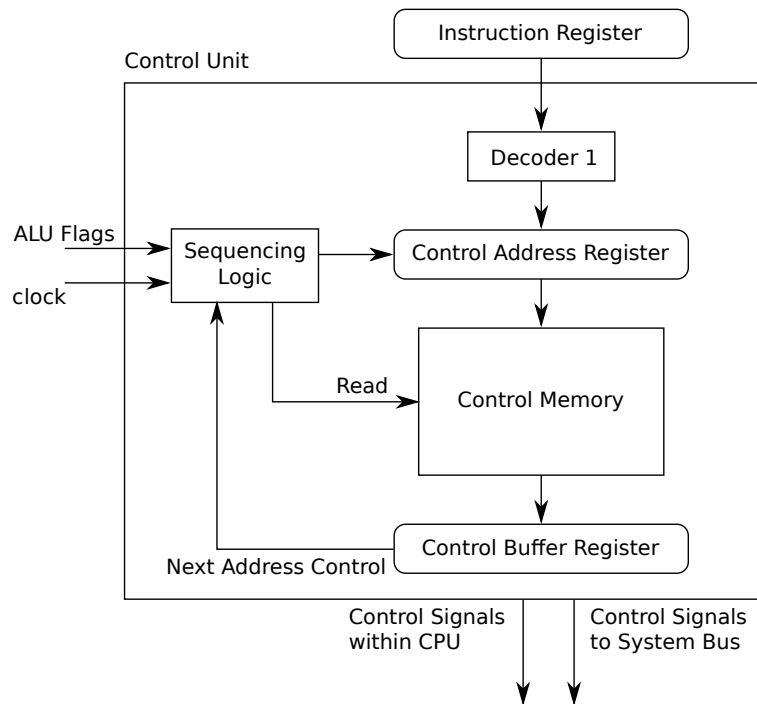 Instruction Register
Control Unit
Decoder 1
ALU Flags
Sequencing
Logic
Control Address Register
clock
Read
Control Memory
Control Buffer Register
Next Address Control
Control Signals
within CPU
Control Signals
to System Bus